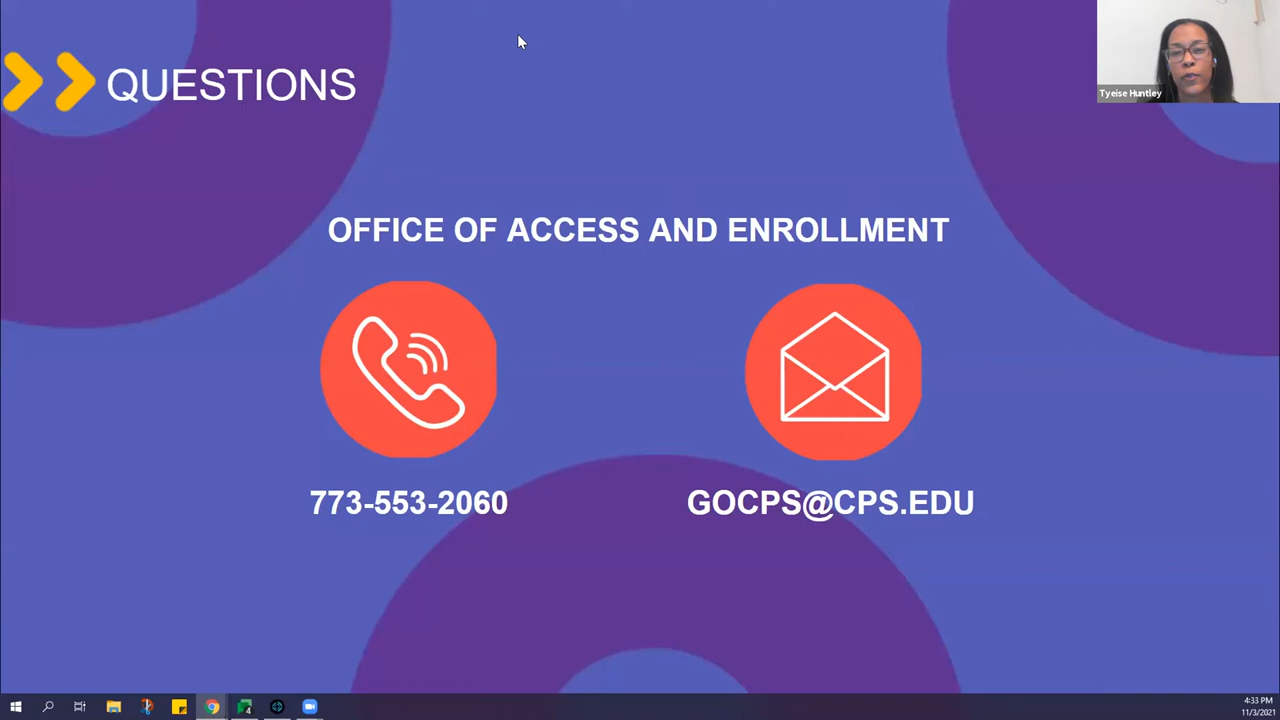 QUESTIONS
Tyeise Huntley
OFFICE OF ACCESS AND ENROLLMENT
773-553-2060
GOCPS@CPS.EDU
4:33 PM
11/3/2021